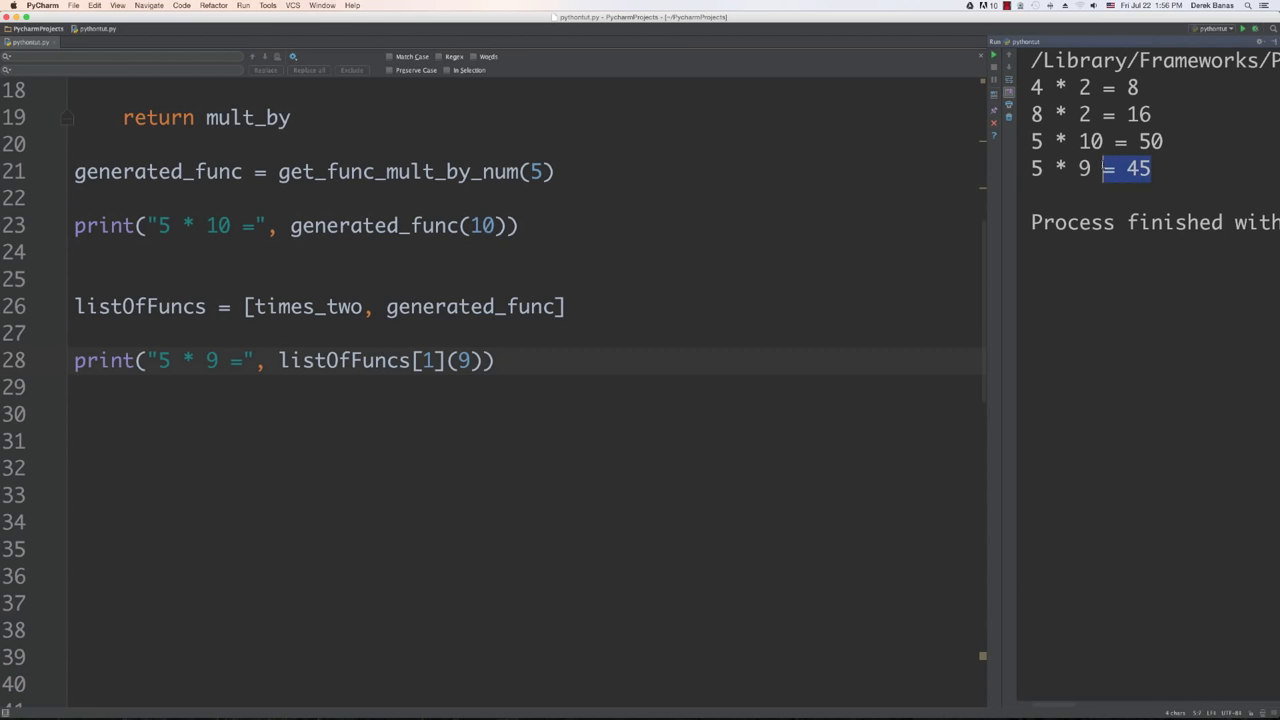 PyCharm File Edit View Navigate Code Refactor Run Tools VCS Window Help
10 Fri Jul 22 1:56 PM Derek Banas
pythontut.py - PycharmProjects - [~/PycharmProjects]
PycharmProjects pythontut.py
pythontut
pythontut.py
Run pythontut
Match Case Regex Words
Replace Replace all Exclude Preserve Case In Selection
18
19 return mult_by
20
21 generated_func = get_func_mult_by_num(5)
22
23 print("5 * 10 =", generated_func(10))
24
25
26 listOfFuncs = [times_two, generated_func]
27
28 print("5 * 9 =", listOfFuncs[1](9))
29
30
31
32
33
34
35
36
37
38
39
40
/Library/Frameworks/P
4 * 2 = 8
8 * 2 = 16
5 * 10 = 50
5 * 9 = 45
Process finished with
4 chars 5:7 LF÷ UTF-8÷